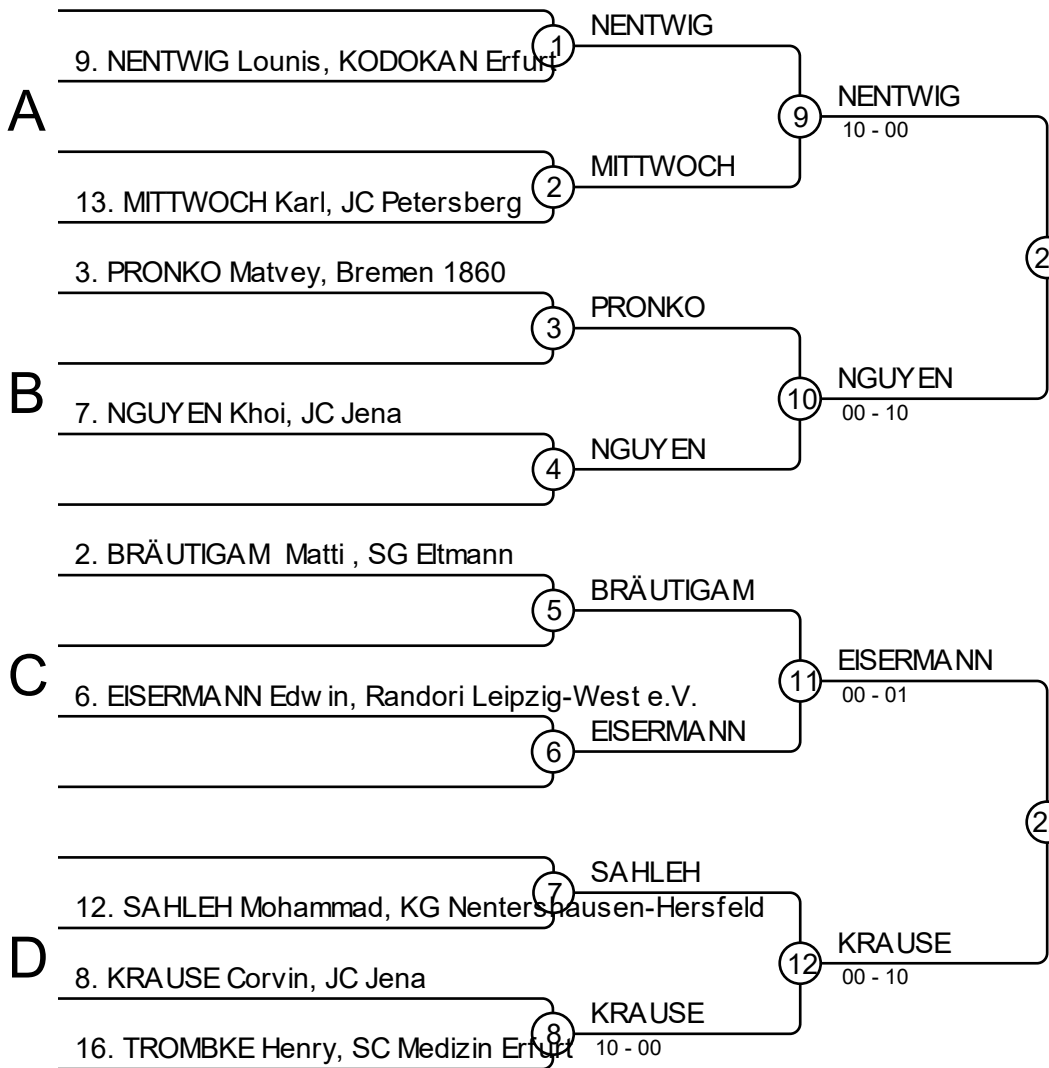 NENTWIG
1
9. NENTWIG Lounis, KODOKAN Erfurt
A
NENTWIG
9
10 - 00
MITTWOCH
2
13. MITTWOCH Karl, JC Petersberg
2
3. PRONKO Matvey, Bremen 1860
PRONKO
3
B
NGUYEN
10
00 - 10
7. NGUYEN Khoi, JC Jena
NGUYEN
4
2. BRÄUTIGAM Matti , SG Eltmann
BRÄUTIGAM
5
C
EISERMANN
11
00 - 01
6. EISERMANN Edwin, Randori Leipzig-West e.V.
EISERMANN
6
2
SAHLEH
7
12. SAHLEH Mohammad, KG Nentershausen-Hersfeld
D
KRAUSE
12
00 - 10
8. KRAUSE Corvin, JC Jena
KRAUSE
8
10 - 00
16. TROMBKE Henry, SC Medizin Erfurt